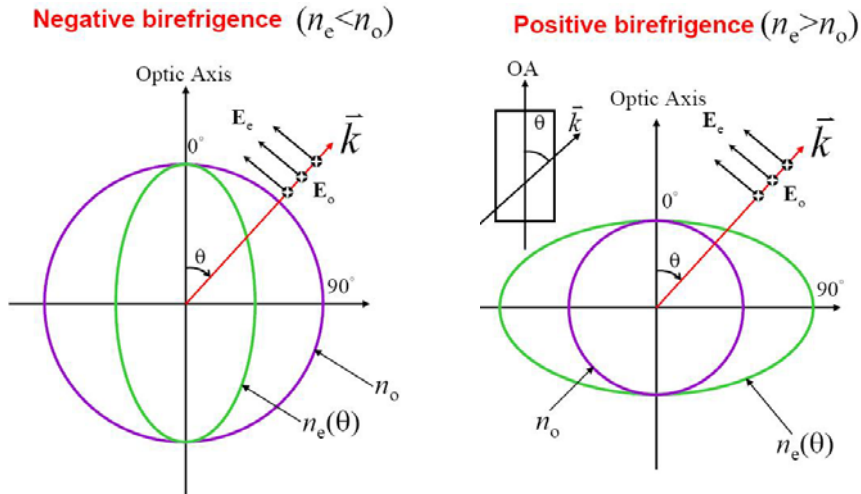 Negative birefrigence (nₑ<nₒ)
Optic Axis
Eₑ
k̄
0°
Eₒ
θ
90°
nₒ
nₑ(θ)
Positive birefrigence (nₑ>nₒ)
OA
θ
k̄
Optic Axis
Eₑ
k̄
0°
Eₒ
θ
90°
nₒ
nₑ(θ)